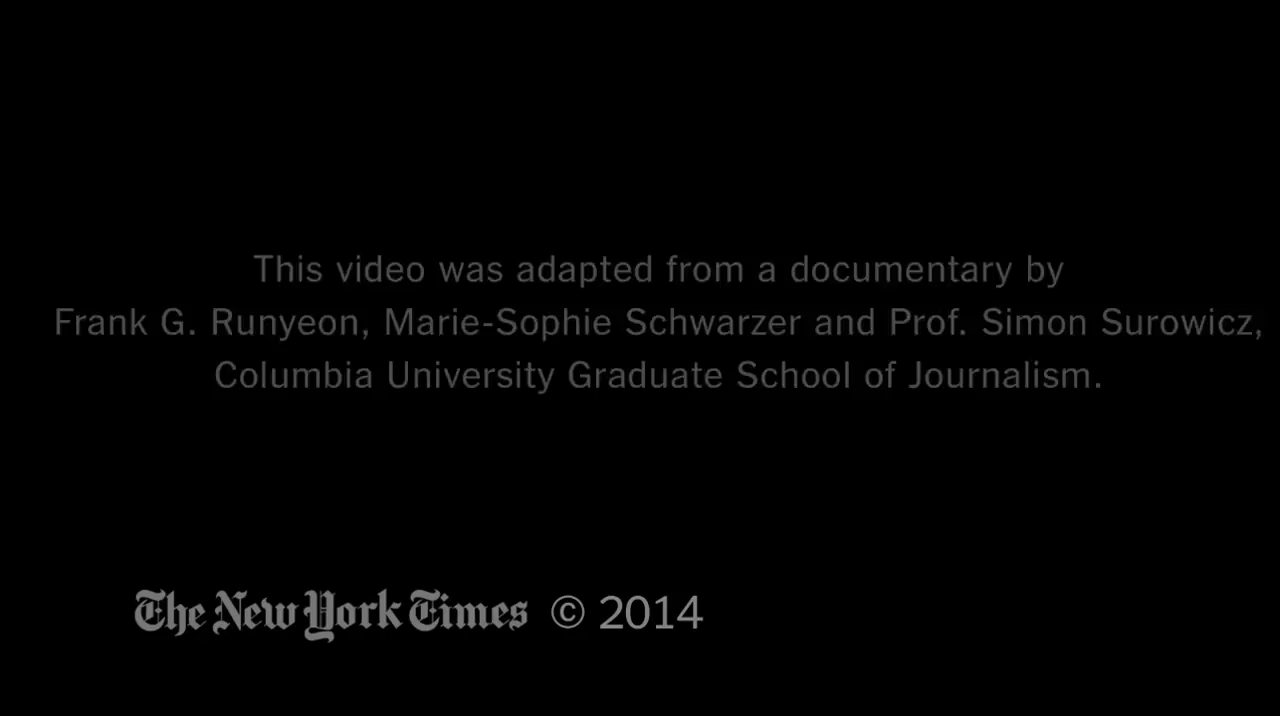 This video was adapted from a documentary by
Frank G. Runyeon, Marie-Sophie Schwarzer and Prof. Simon Surowicz,
Columbia University Graduate School of Journalism.
The New York Times © 2014